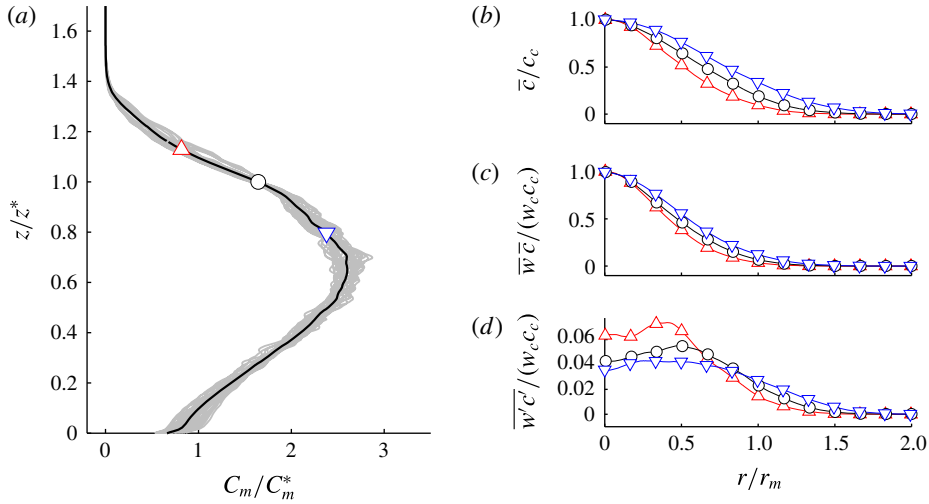 (a)
1.6
1.4
1.2
1.0
0.8
0.6
0.4
0.2
0
z/z*
0 1 2 3
C_m/C_m^*
(b)
1.0
0.5
0
c̅/c_c
(c)
1.0
0.5
0
w̅ c̅/(w_c c_c)
(d)
0.06
0.04
0.02
0
\overline{w′c′}/(w_c c_c)
0 0.5 1.0 1.5 2.0
r/r_m